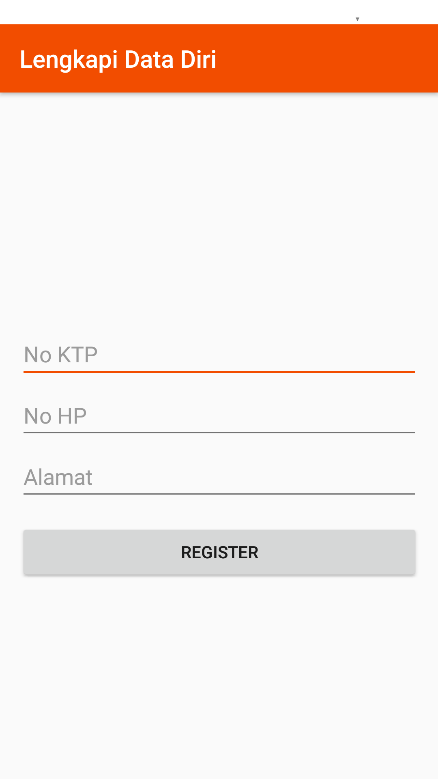 Lengkapi Data Diri
No KTP
No HP
Alamat
REGISTER